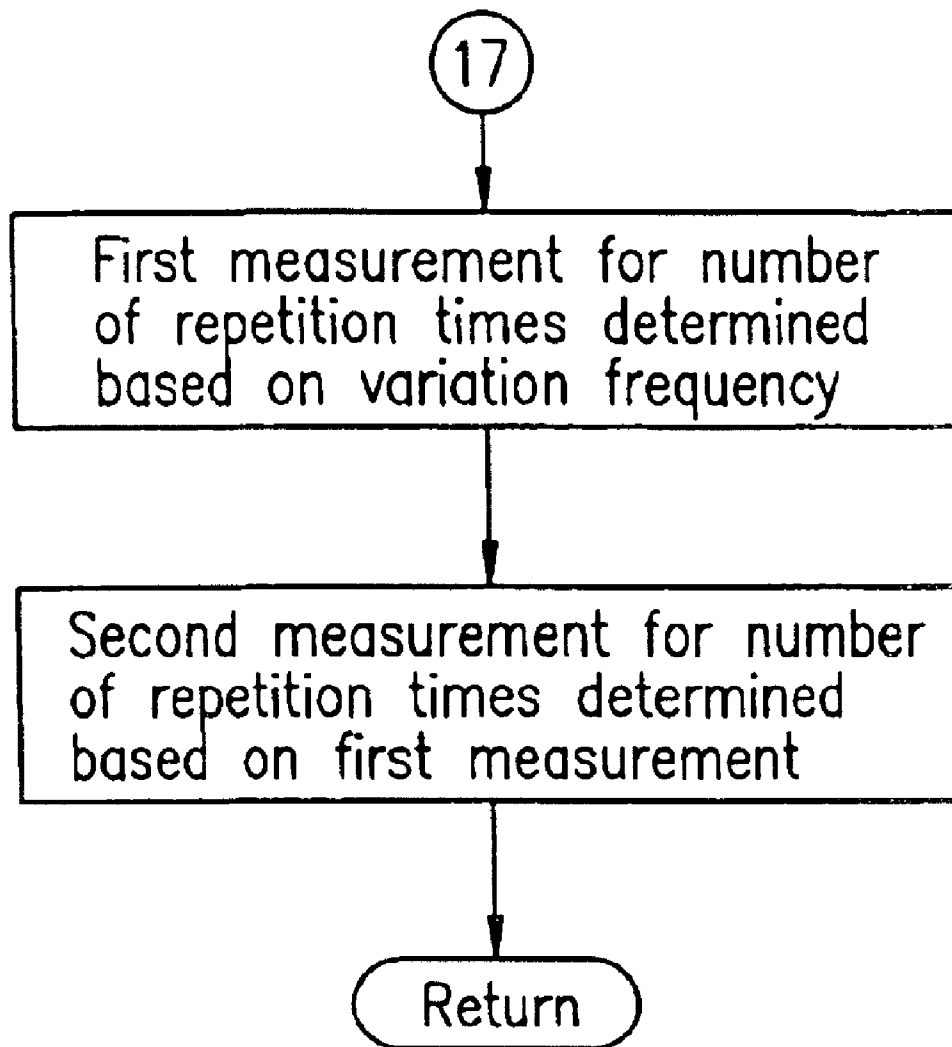 17
First measurement for number
of repetition times determined
based on variation frequency
Second measurement for number
of repetition times determined
based on first measurement
Return